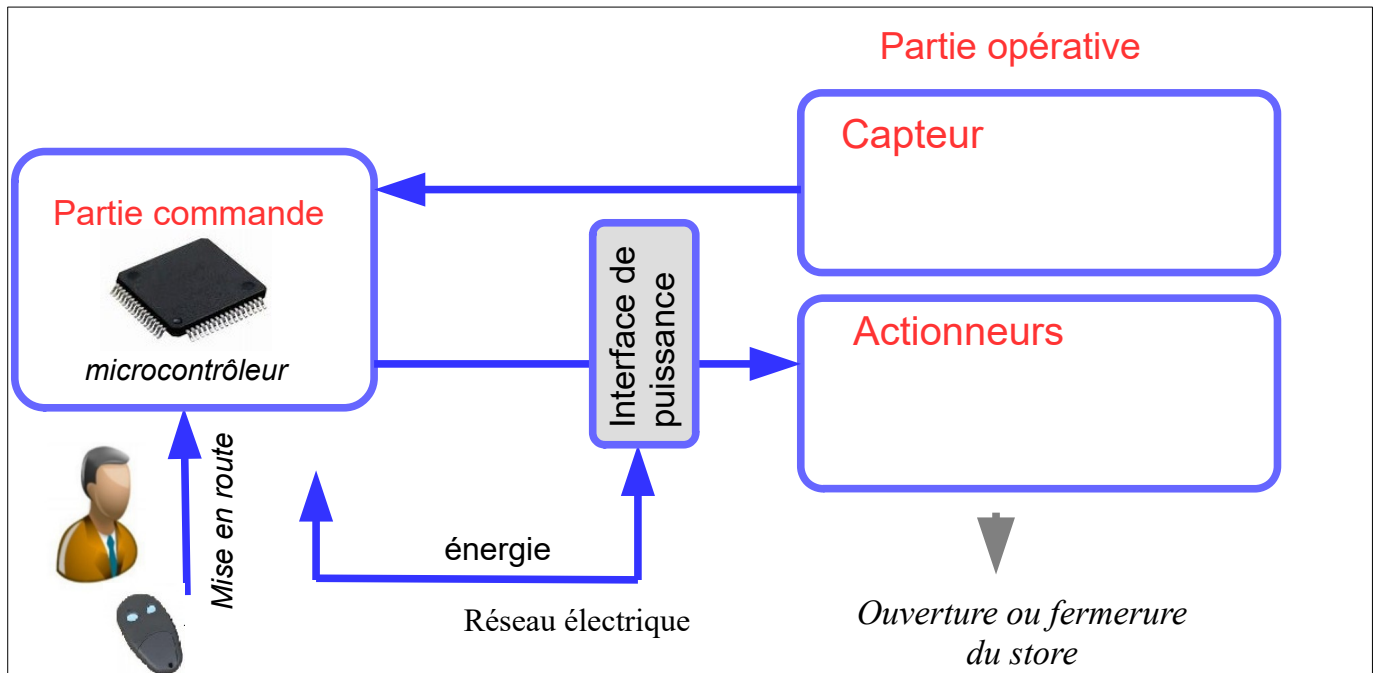 Partie opérative
Capteur
Partie commande
microcontrôleur
Interface de
puissance
Actionneurs
Mise en route
énergie
Réseau électrique
Ouverture ou fermerure
du store